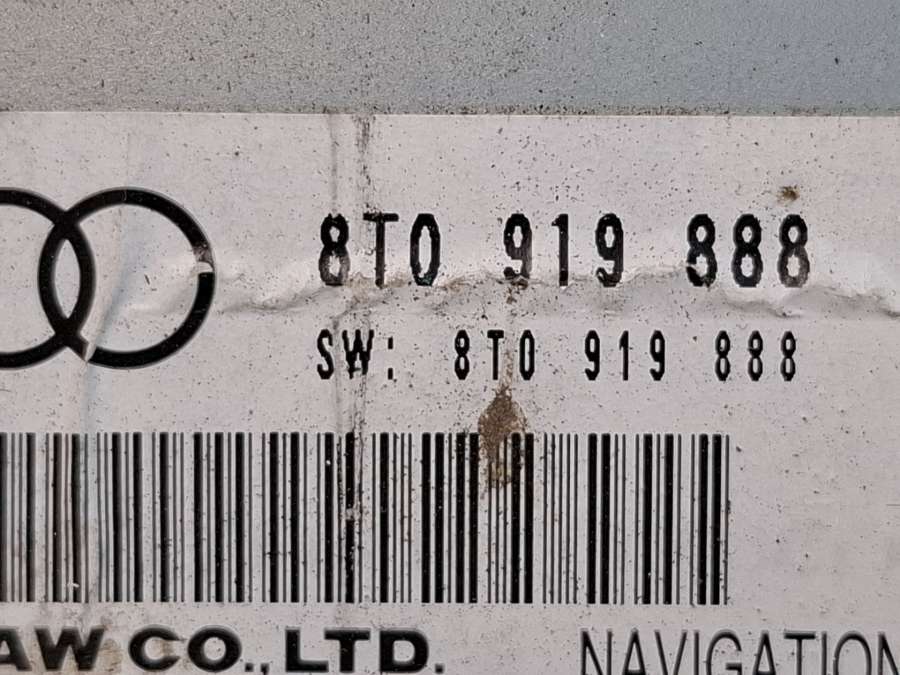 8T0 919 888
SW: 8T0 919 888
AW CO., LTD.
NAVIGATION